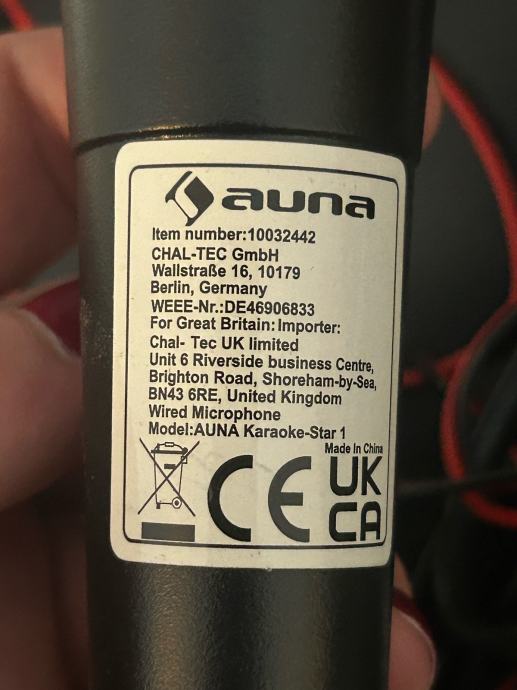 auna
Item number:10032442
CHAL-TEC GmbH
Wallstraße 16, 10179
Berlin, Germany
WEEE-Nr.:DE46906833
For Great Britain: Importer:
Chal- Tec UK limited
Unit 6 Riverside business Centre,
Brighton Road, Shoreham-by-Sea,
BN43 6RE, United Kingdom
Wired Microphone
Model:AUNA Karaoke-Star 1
Made In China
CE
UK
CA